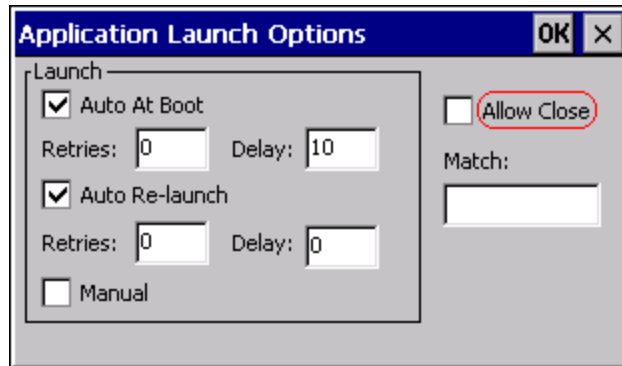 Application Launch Options OK ×
Launch
Auto At Boot
Allow Close
Retries: 0 Delay: 10
Match:
Auto Re-launch
Retries: 0 Delay: 0
Manual